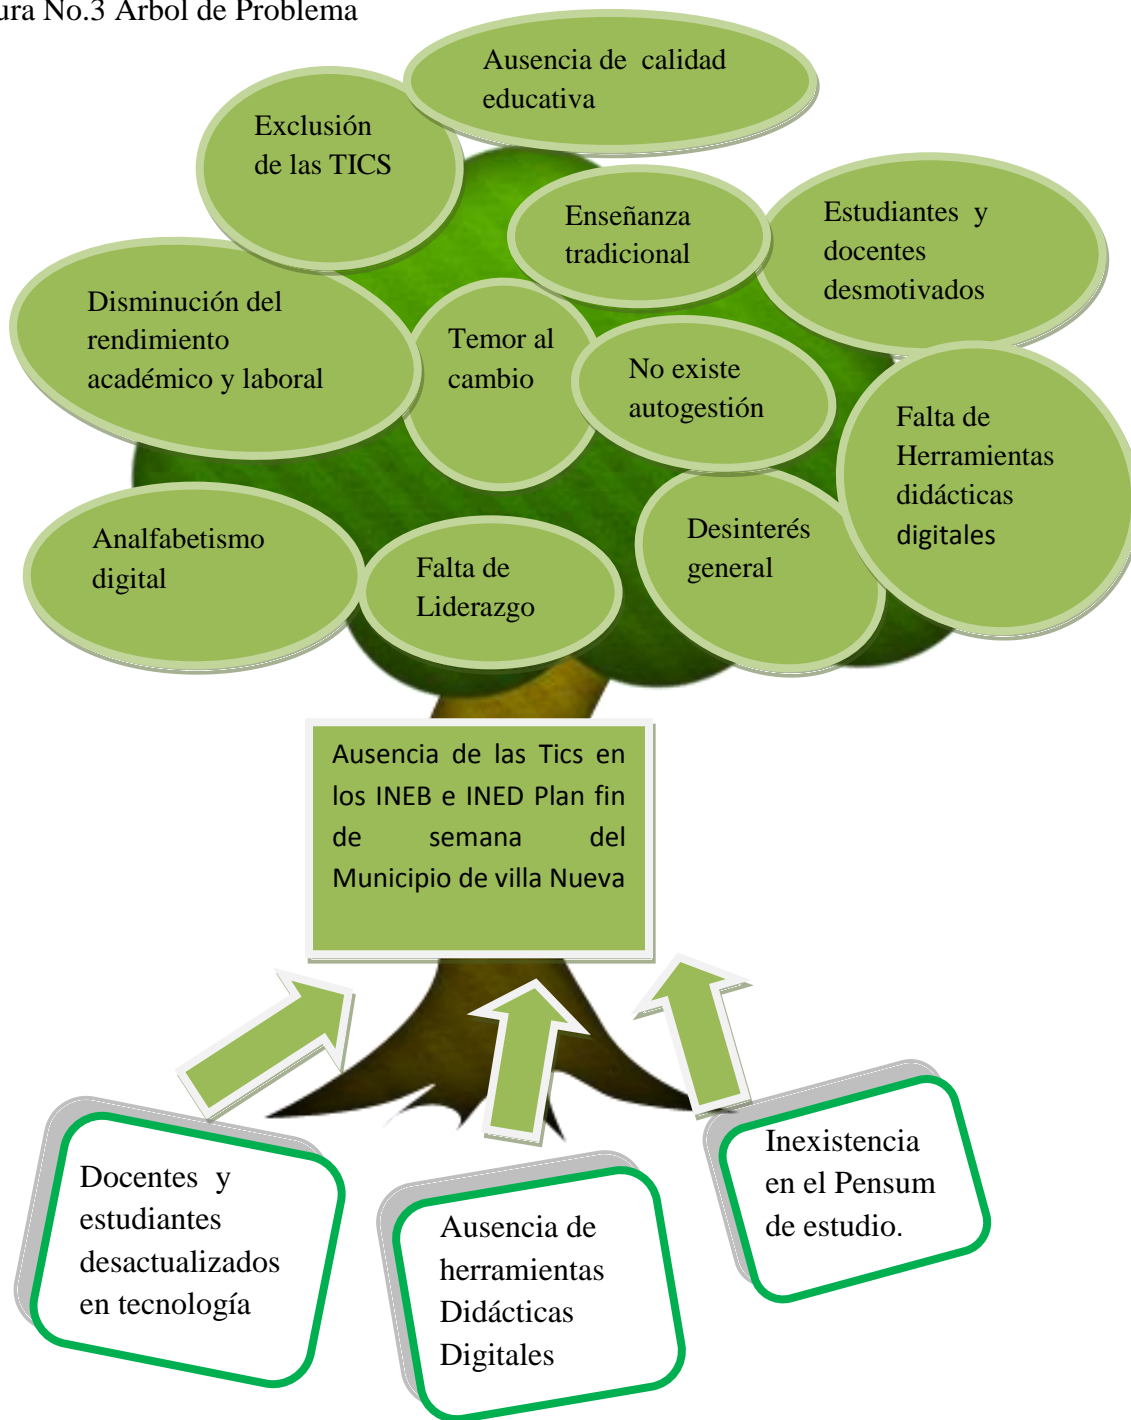 ura No.3 Arbol de Problema
Ausencia de calidad
educativa
Exclusión
de las TICS
Enseñanza
tradicional
Estudiantes y
docentes
desmotivados
Disminución del
rendimiento
académico y laboral
Temor al
cambio
No existe
autogestión
Falta de
Herramientas
didácticas
digitales
Analfabetismo
digital
Falta de
Liderazgo
Desinterés
general
Ausencia de las Tics en
los INEB e INED Plan fin
de semana del
Municipio de villa Nueva
Docentes y
estudiantes
desactualizados
en tecnología
Ausencia de
herramientas
Didácticas
Digitales
Inexistencia
en el Pensum
de estudio.